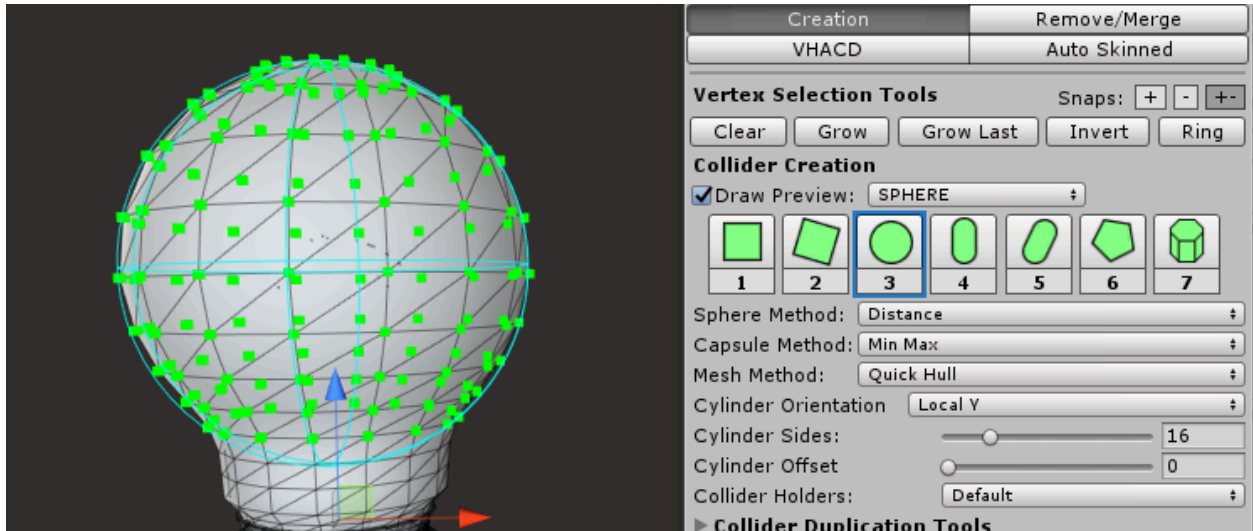 Creation Remove/Merge
VHACD Auto Skinned
Vertex Selection Tools Snaps: + - +-
Clear Grow Grow Last Invert Ring
Collider Creation
Draw Preview: SPHERE
1 2 3 4 5 6 7
Sphere Method: Distance
Capsule Method: Min Max
Mesh Method: Quick Hull
Cylinder Orientation Local Y
Cylinder Sides: 16
Cylinder Offset 0
Collider Holders: Default
Collider Duplication Tools